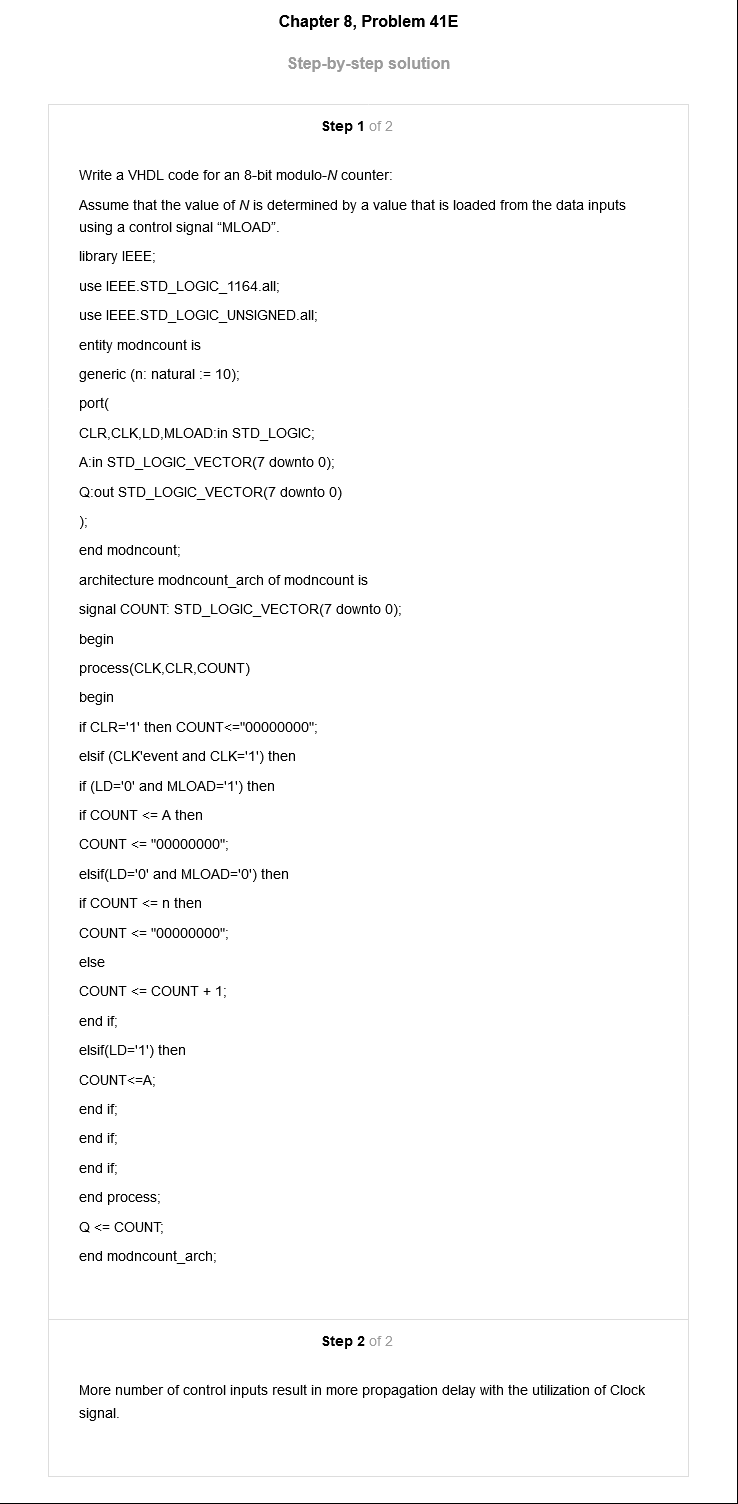 Chapter 8, Problem 41E
Step-by-step solution
Step 1 of 2
Write a VHDL code for an 8-bit modulo-N counter:
Assume that the value of N is determined by a value that is loaded from the data inputs
using a control signal “MLOAD”.
library IEEE;
use IEEE.STD_LOGIC_1164.all;
use IEEE.STD_LOGIC_UNSIGNED.all;
entity modncount is
generic (n: natural := 10);
port(
CLR,CLK,LD,MLOAD:in STD_LOGIC;
A:in STD_LOGIC_VECTOR(7 downto 0);
Q:out STD_LOGIC_VECTOR(7 downto 0)
);
end modncount;
architecture modncount_arch of modncount is
signal COUNT: STD_LOGIC_VECTOR(7 downto 0);
begin
process(CLK,CLR,COUNT)
begin
if CLR='1' then COUNT<="00000000";
elsif (CLK'event and CLK='1') then
if (LD='0' and MLOAD='1') then
if COUNT <= A then
COUNT <= "00000000";
elsif(LD='0' and MLOAD='0') then
if COUNT <= n then
COUNT <= "00000000";
else
COUNT <= COUNT + 1;
end if;
elsif(LD='1') then
COUNT<=A;
end if;
end if;
end if;
end process;
Q <= COUNT;
end modncount_arch;
Step 2 of 2
More number of control inputs result in more propagation delay with the utilization of Clock
signal.